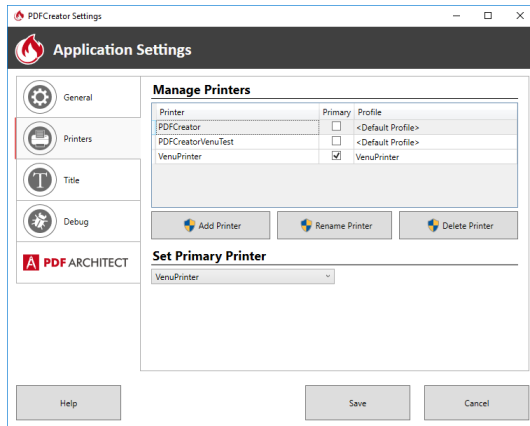 PDFCreator Settings
Application Settings
General
Printers
Title
Debug
PDF ARCHITECT
Manage Printers
Printer Primary Profile
PDFCreator <Default Profile>
PDFCreatorVenuTest <Default Profile>
VenuPrinter VenuPrinter
Add Printer Rename Printer Delete Printer
Set Primary Printer
VenuPrinter
Help Save Cancel